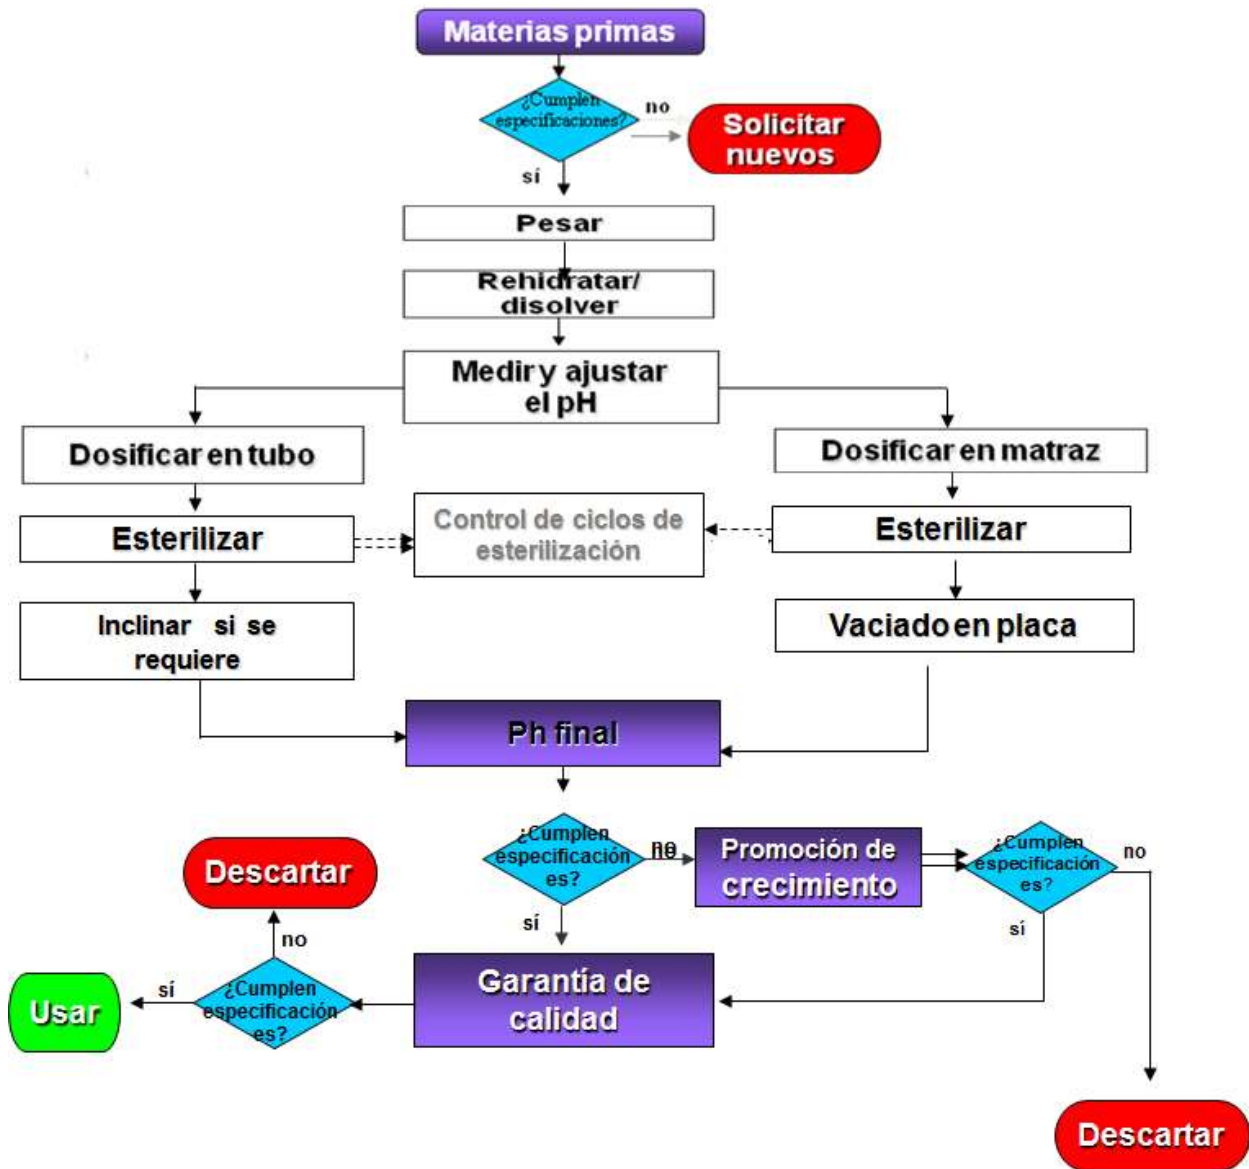 Materias primas
¿Cumplen
especificaciones?
no
Solicitar
nuevos
sí
Pesar
Rehidratar/
disolver
Medir y ajustar
el pH
Dosificar en tubo
Dosificar en matraz
Esterilizar
Control de ciclos de
esterilización
Esterilizar
Inclinar si se
requiere
Vaciado en placa
Ph final
¿Cumplen
especificación
es?
no
Promoción de
crecimiento
¿Cumplen
especificación
es?
no
Descartar
sí
sí
no
Garantía de
calidad
¿Cumplen
especificación
es?
sí
Usar
Descartar